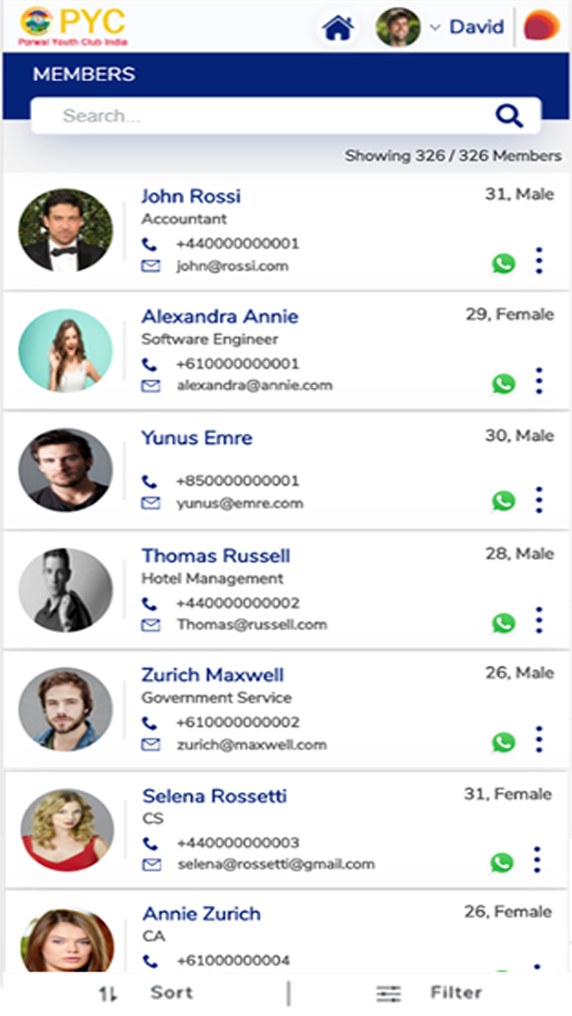 PYC
Porwal Youth Club India
David
MEMBERS
Search...
Showing 326 / 326 Members
John Rossi
31, Male
Accountant
+440000000001
john@rossi.com
Alexandra Annie
29, Female
Software Engineer
+610000000001
alexandra@annie.com
Yunus Emre
30, Male
+850000000001
yunus@emre.com
Thomas Russell
28, Male
Hotel Management
+440000000002
Thomas@russell.com
Zurich Maxwell
26, Male
Government Service
+610000000002
zurich@maxwell.com
Selena Rossetti
31, Female
CS
+440000000003
selena@rossetti@gmail.com
Annie Zurich
26, Female
CA
+61000000004
Sort | Filter